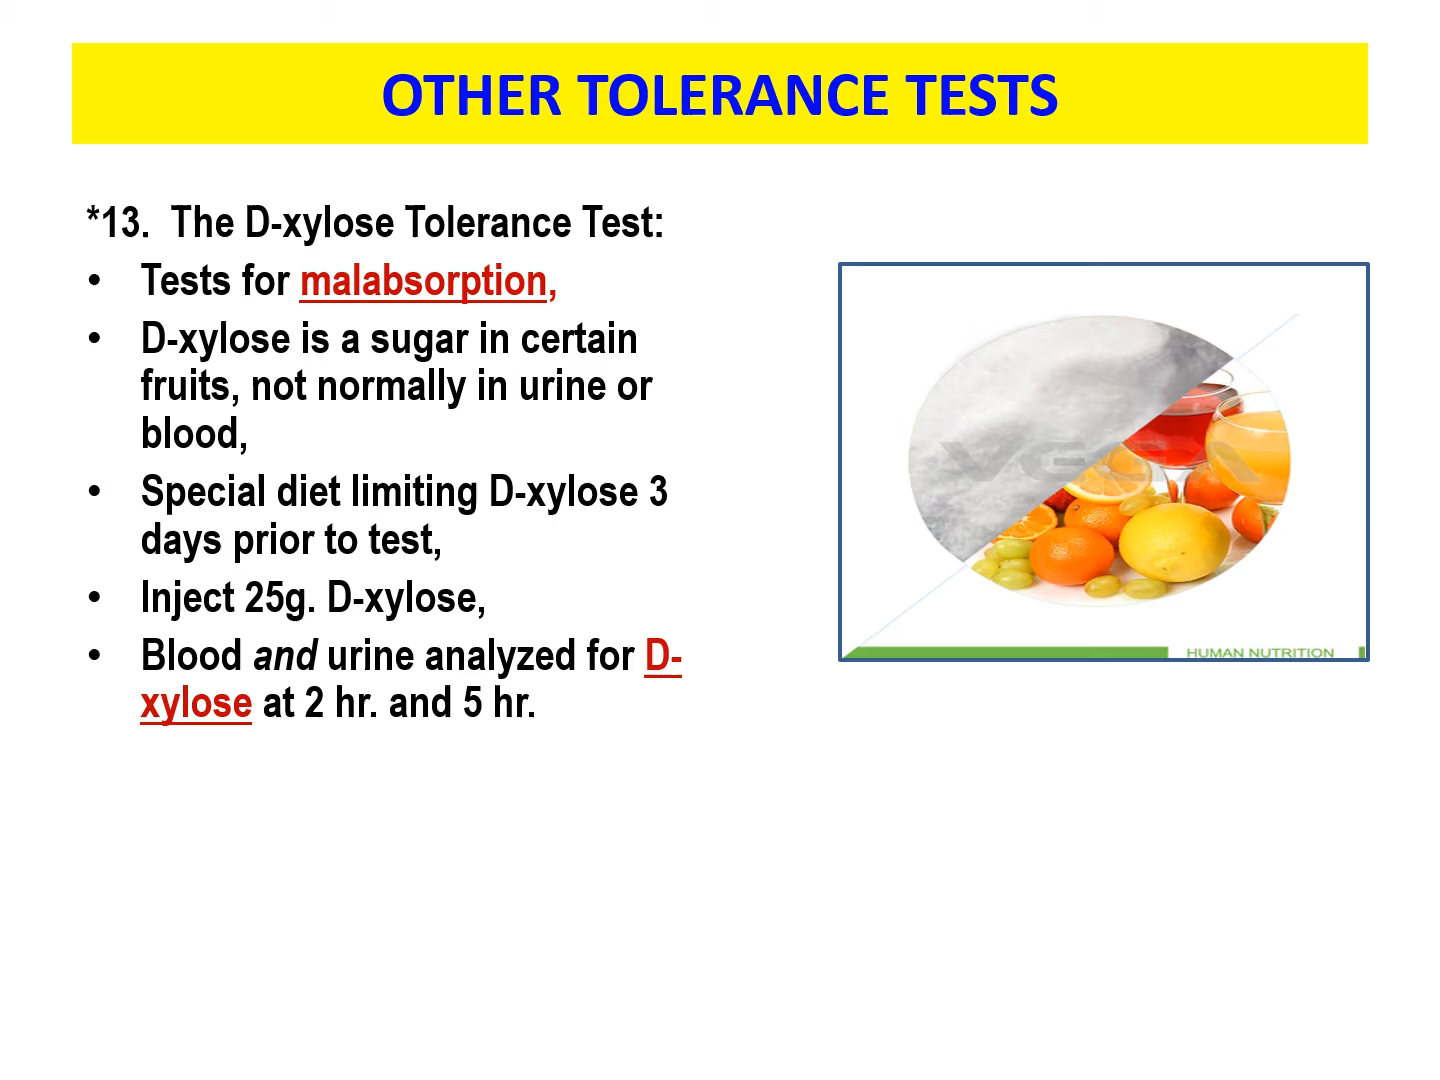 OTHER TOLERANCE TESTS
*13. The D-xylose Tolerance Test:
• Tests for malabsorption,
• D-xylose is a sugar in certain
fruits, not normally in urine or
blood,
• Special diet limiting D-xylose 3
days prior to test,
• Inject 25g. D-xylose,
• Blood and urine analyzed for D-
xylose at 2 hr. and 5 hr.
VEGA
HUMAN NUTRITION